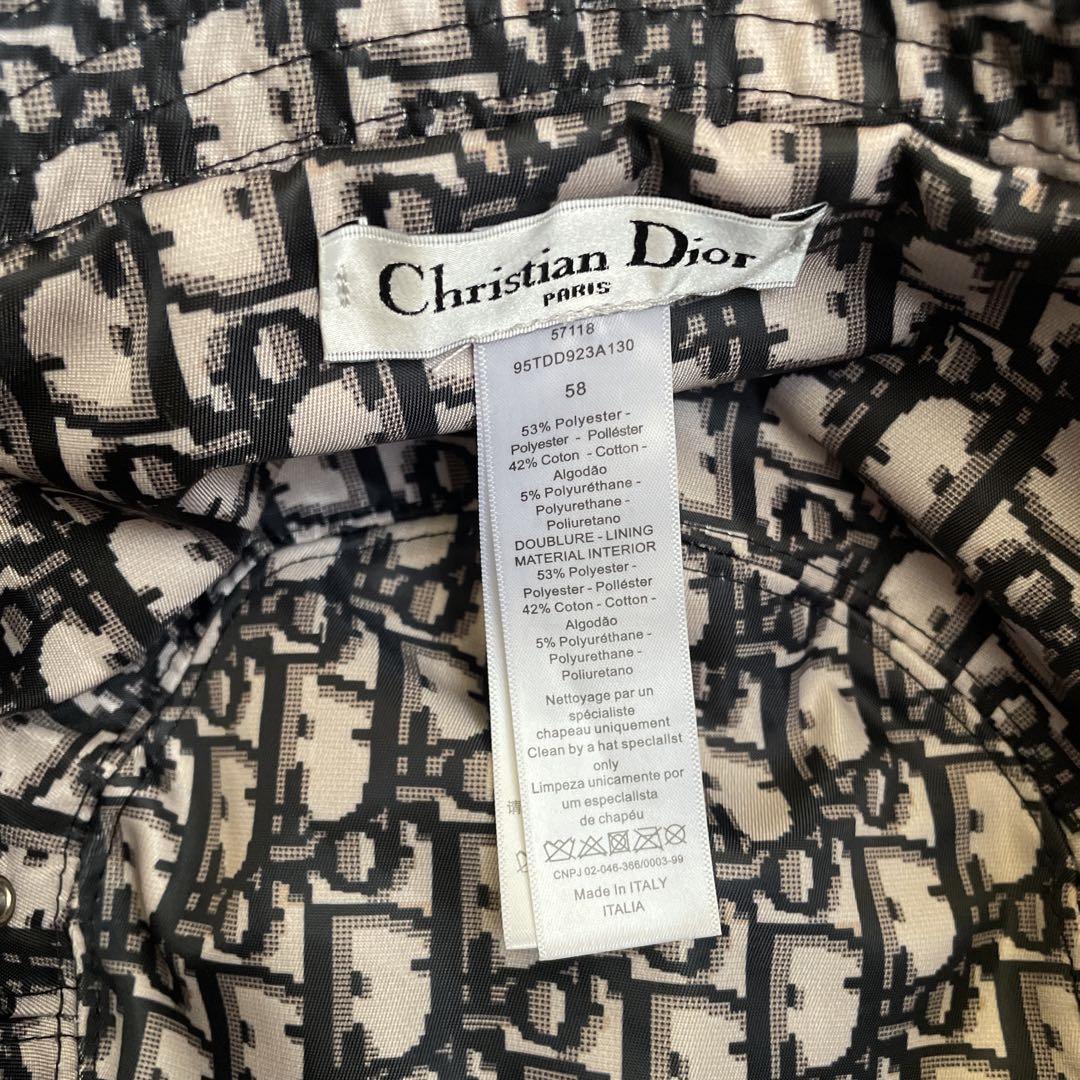 Christian Dior
PARIS
57118
95TDD923A130
58
53% Polyester -
Polyester - Polléster
42% Coton - Cotton -
Algodão
5% Polyuréthane -
Polyurethane -
Poliuretano
DOUBLURE - LINING
MATERIAL INTERIOR
53% Polyester -
Polyester - Polléster
42% Coton - Cotton -
Algodão
5% Polyuréthane -
Polyurethane -
Poliuretano
Nettoyage par un
spécialiste
chapeau uniquement
Clean by a hat speciallst
only
Limpeza unicamente por
um especlalista
de chapéu
请
CNPJ 02-046-366/0003-99
Made In ITALY
ITALIA